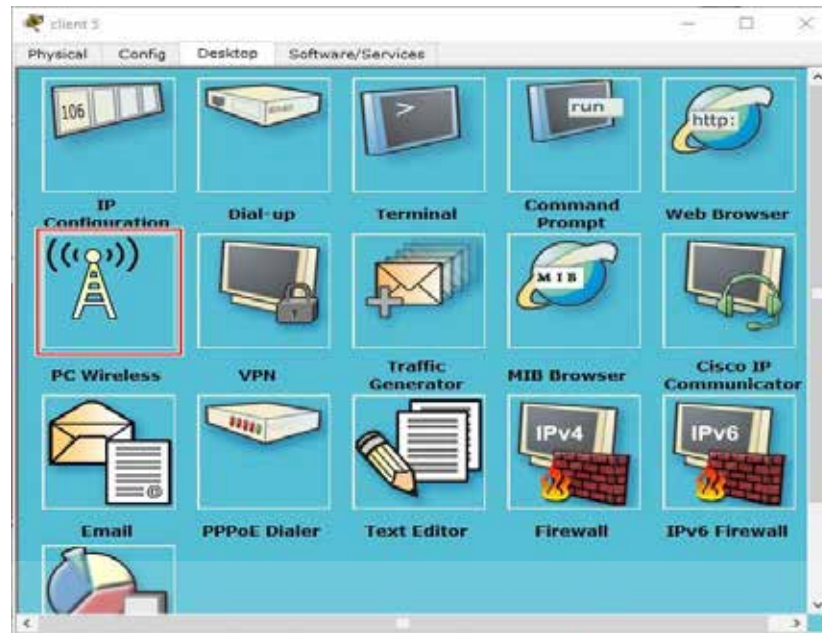 client 3
Physical Config Desktop Software/Services
106
>
run
http:
IP Configuration
Dial-up
Terminal
Command Prompt
Web Browser
((()))
PC Wireless
VPN
MIB
Traffic Generator
MIB Browser
Cisco IP Communicator
@
IPv4
IPv6
Email
PPPoE Dialer
Text Editor
Firewall
IPv6 Firewall